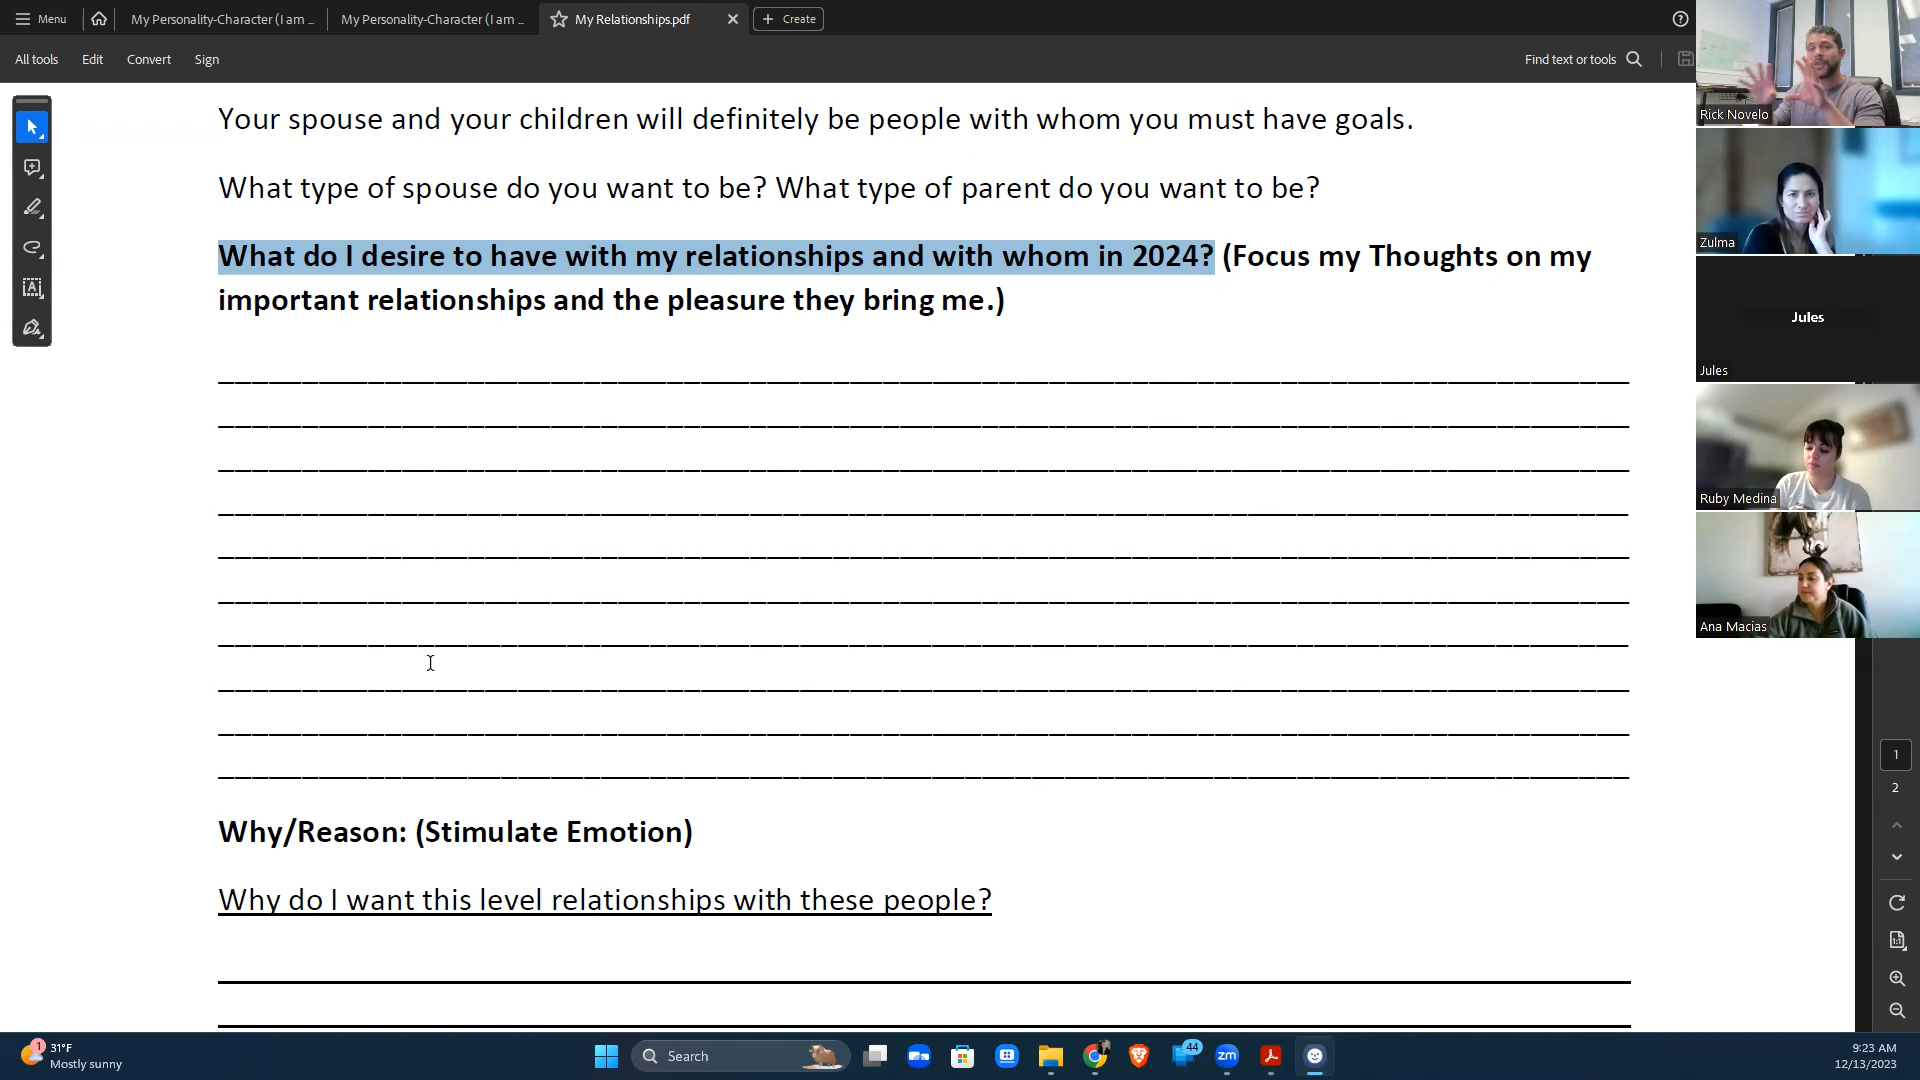 Menu
My Personality-Character (I am ...
My Personality-Character (I am ...
My Relationships.pdf
Create
All tools
Edit
Convert
Sign
Find text or tools
Your spouse and your children will definitely be people with whom you must have goals.
What type of spouse do you want to be? What type of parent do you want to be?
What do I desire to have with my relationships and with whom in 2024? (Focus my Thoughts on my
important relationships and the pleasure they bring me.)
Why/Reason: (Stimulate Emotion)
Why do I want this level relationships with these people?
Rick Novelo
Zulma
Jules
Jules
Ruby Medina
Ana Macias
1
2
1
31°F
Mostly sunny
Search
44
zm
9:23 AM
12/13/2023